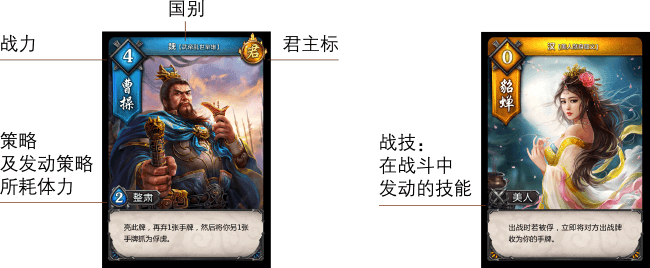 国别
战力
君主标
4
魏
君
曹操
策略
及发动策略
所耗体力
2
整肃
亮此牌，再弃1张手牌，然后将你另1张
手牌抓为俘虏。
0
汉
貂蝉
战技：
在战斗中
发动的技能
美人
出战时若被俘，立即将对方出战牌
收为你的手牌。